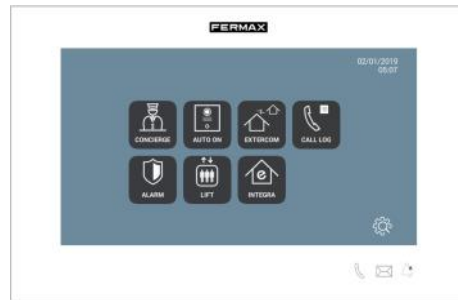 FERMAX
02/01/2019
05:07
CONCIERGE
AUTO ON
EXTERCOM
CALL LOG
ALARM
LIFT
INTEGRA